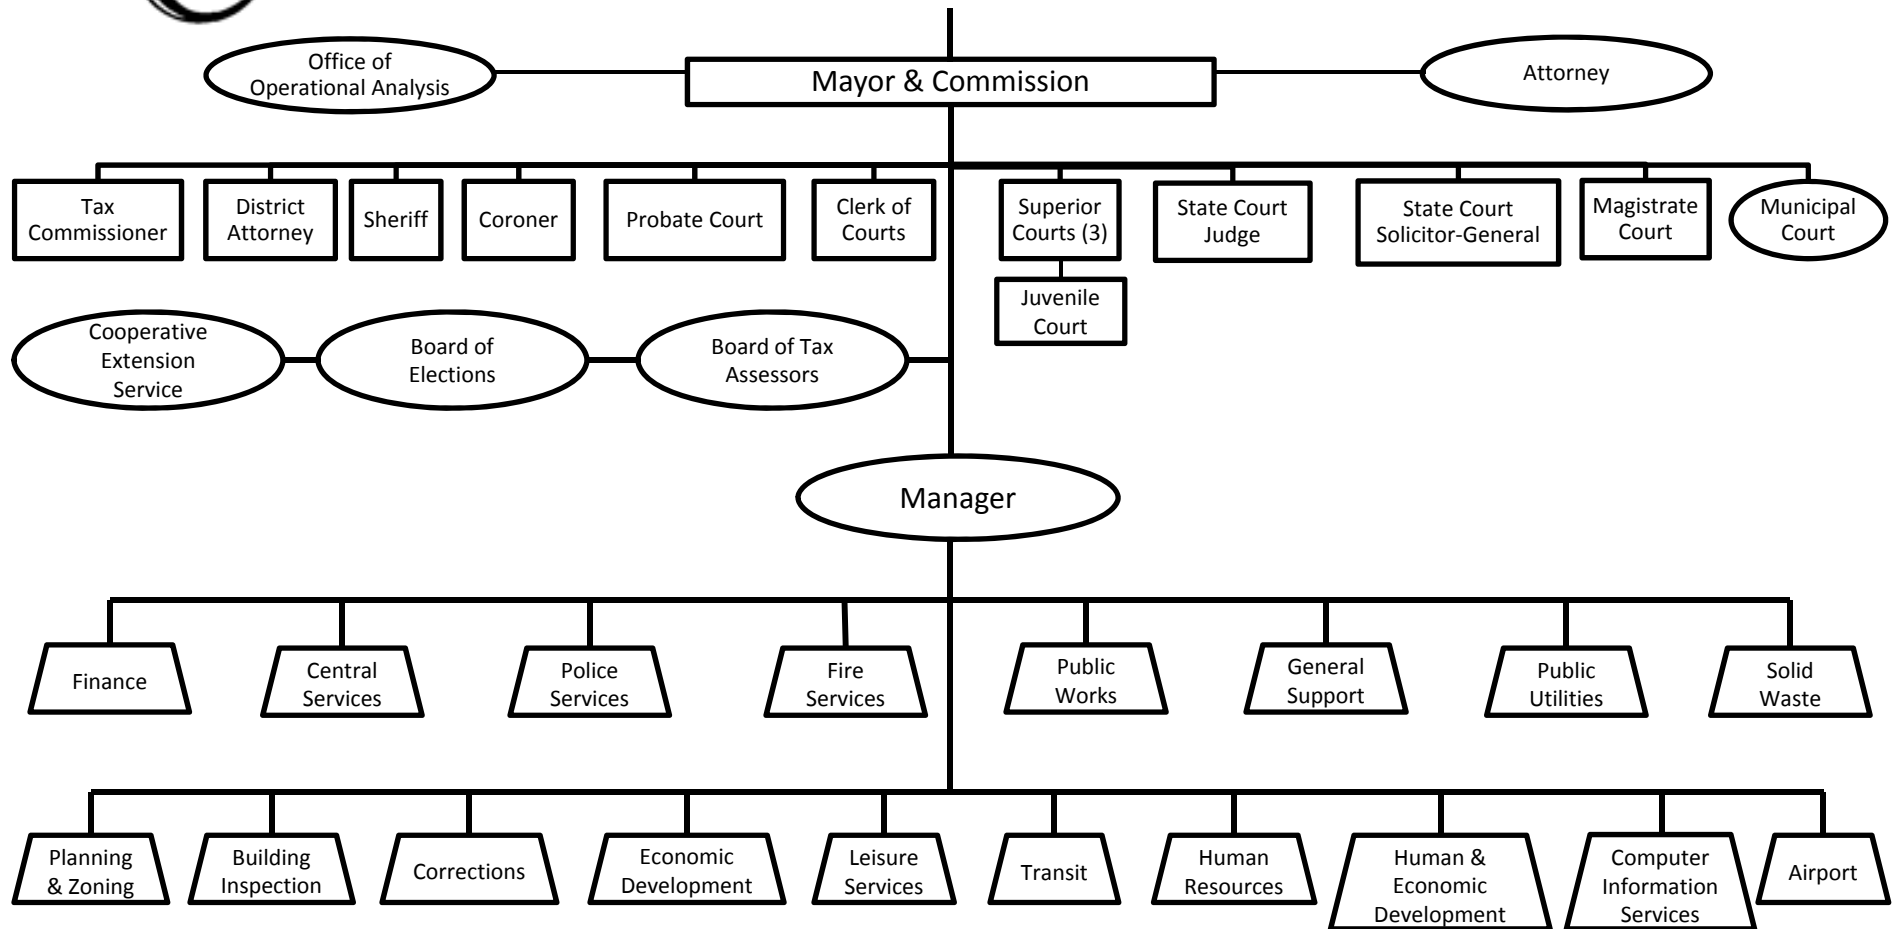 Office of
Operational Analysis
Mayor & Commission
Attorney
Tax
Commissioner
District
Attorney
Sheriff
Coroner
Probate Court
Clerk of
Courts
Superior
Courts (3)
State Court
Judge
State Court
Solicitor-General
Magistrate
Court
Municipal
Court
Juvenile
Court
Cooperative
Extension
Service
Board of
Elections
Board of Tax
Assessors
Manager
Finance
Central
Services
Police
Services
Fire
Services
Public
Works
General
Support
Public
Utilities
Solid
Waste
Planning
& Zoning
Building
Inspection
Corrections
Economic
Development
Leisure
Services
Transit
Human
Resources
Human &
Economic
Development
Computer
Information
Services
Airport